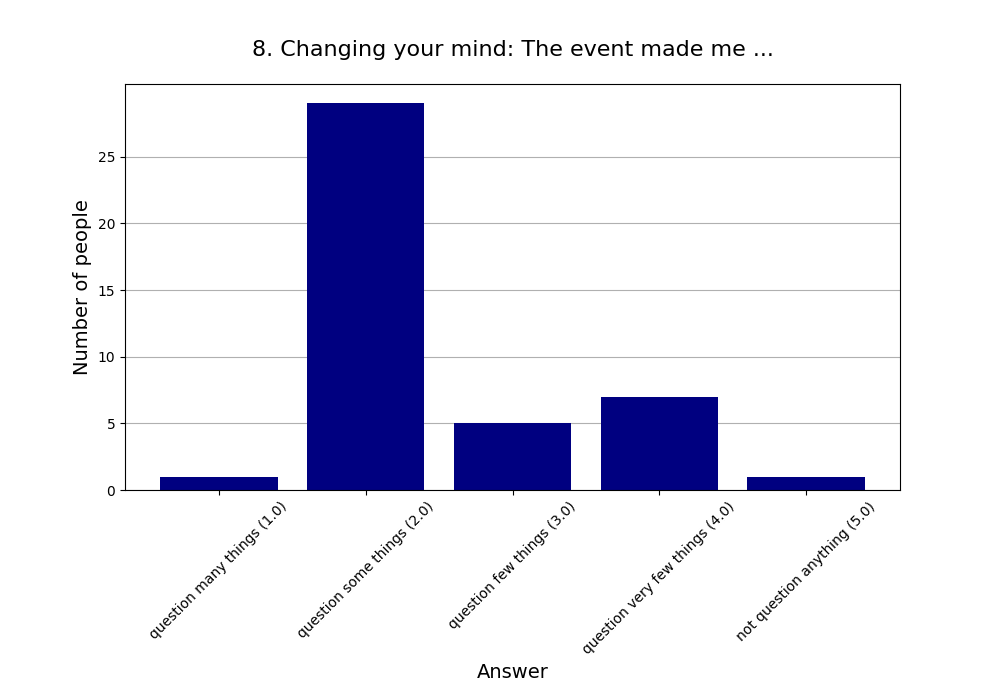 8. Changing your mind: The event made me ...
Number of people
25
20
15
10
5
0
question many things (1.0)
question some things (2.0)
question few things (3.0)
question very few things (4.0)
not question anything (5.0)
Answer